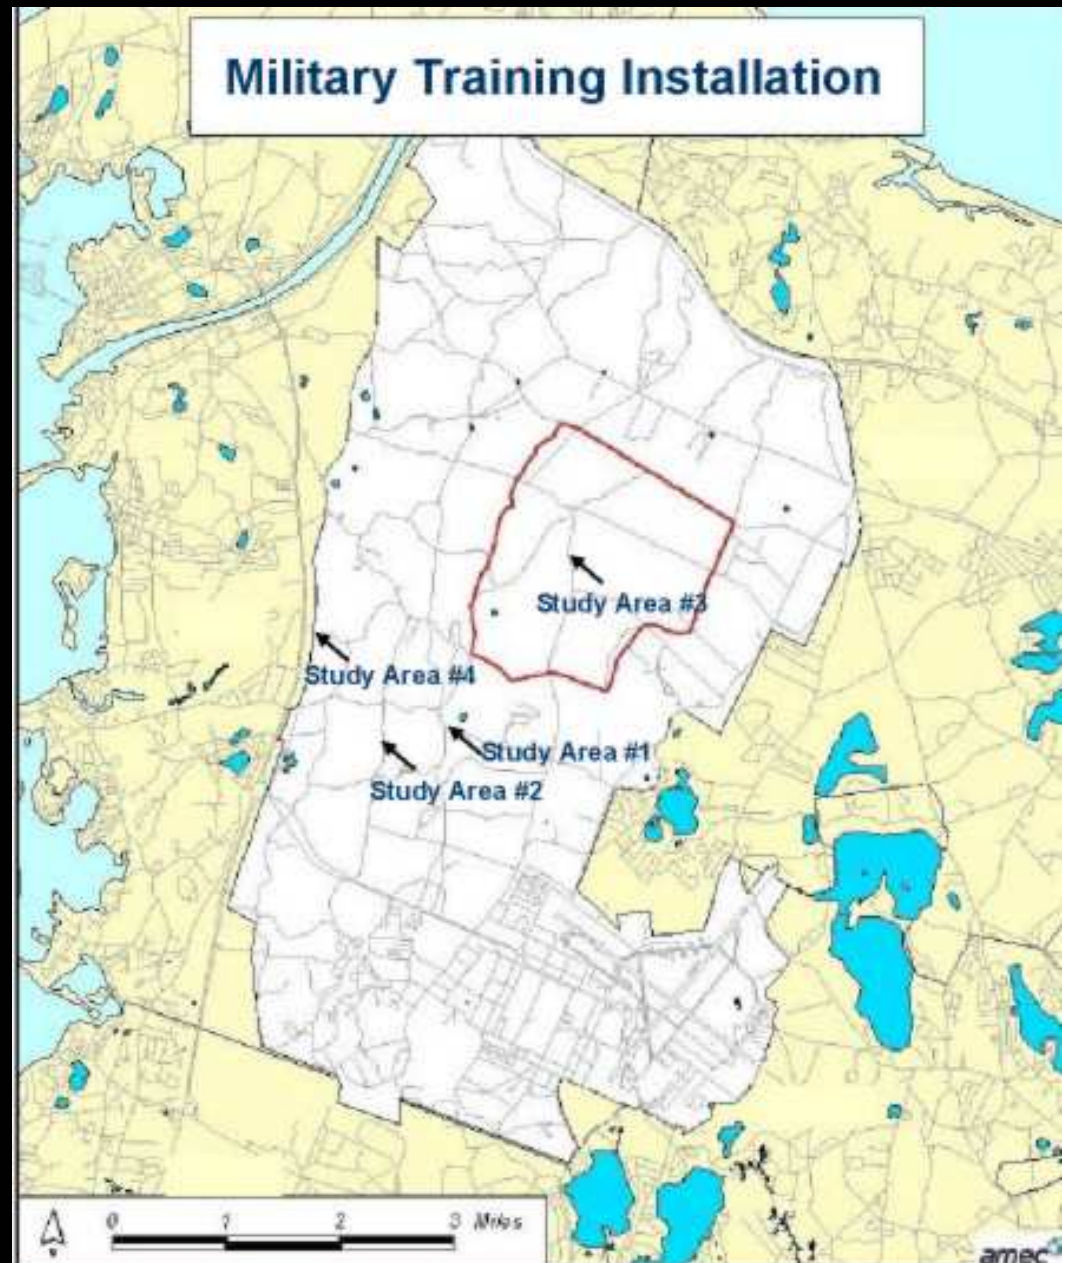 Military Training Installation
Study Area #3
Study Area #4
Study Area #1
Study Area #2
0 1 2 3 Miles
amec